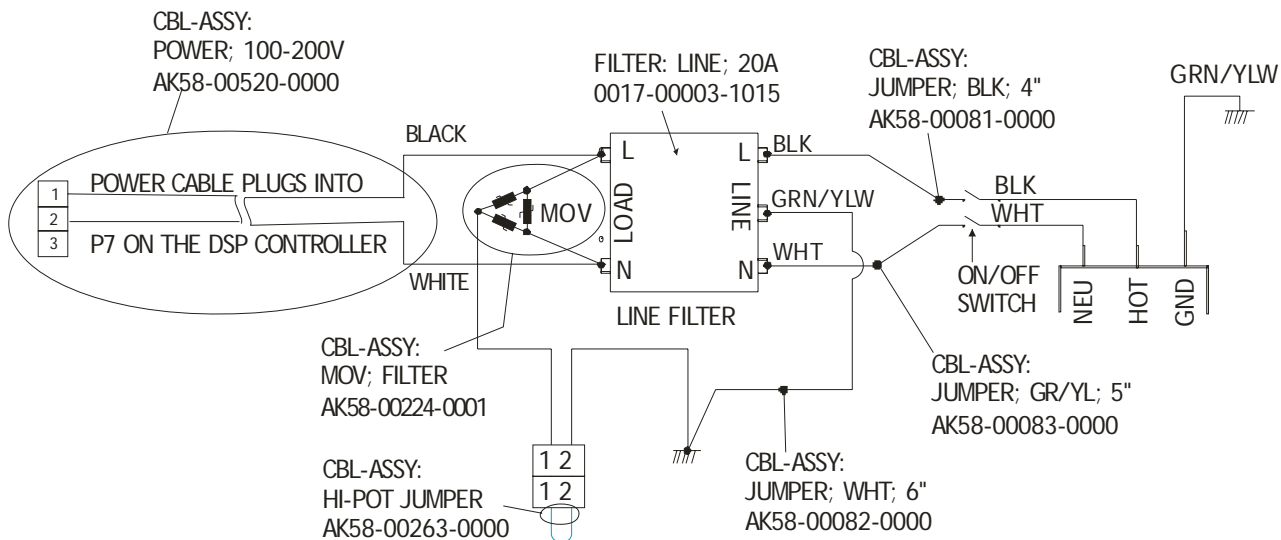 CBL-ASSY:
POWER; 100-200V
AK58-00520-0000
FILTER: LINE; 20A
0017-00003-1015
CBL-ASSY:
JUMPER; BLK; 4"
AK58-00081-0000
GRN/YLW
BLACK
L
L
BLK
1
POWER CABLE PLUGS INTO
2
3
P7 ON THE DSP CONTROLLER
MOV
LOAD
LINE
GRN/YLW
BLK
WHT
WHITE
N
N
WHT
ON/OFF
SWITCH
NEU
HOT
GND
LINE FILTER
CBL-ASSY:
MOV; FILTER
AK58-00224-0001
CBL-ASSY:
JUMPER; GR/YL; 5"
AK58-00083-0000
1 2
1 2
CBL-ASSY:
HI-POT JUMPER
AK58-00263-0000
CBL-ASSY:
JUMPER; WHT; 6"
AK58-00082-0000